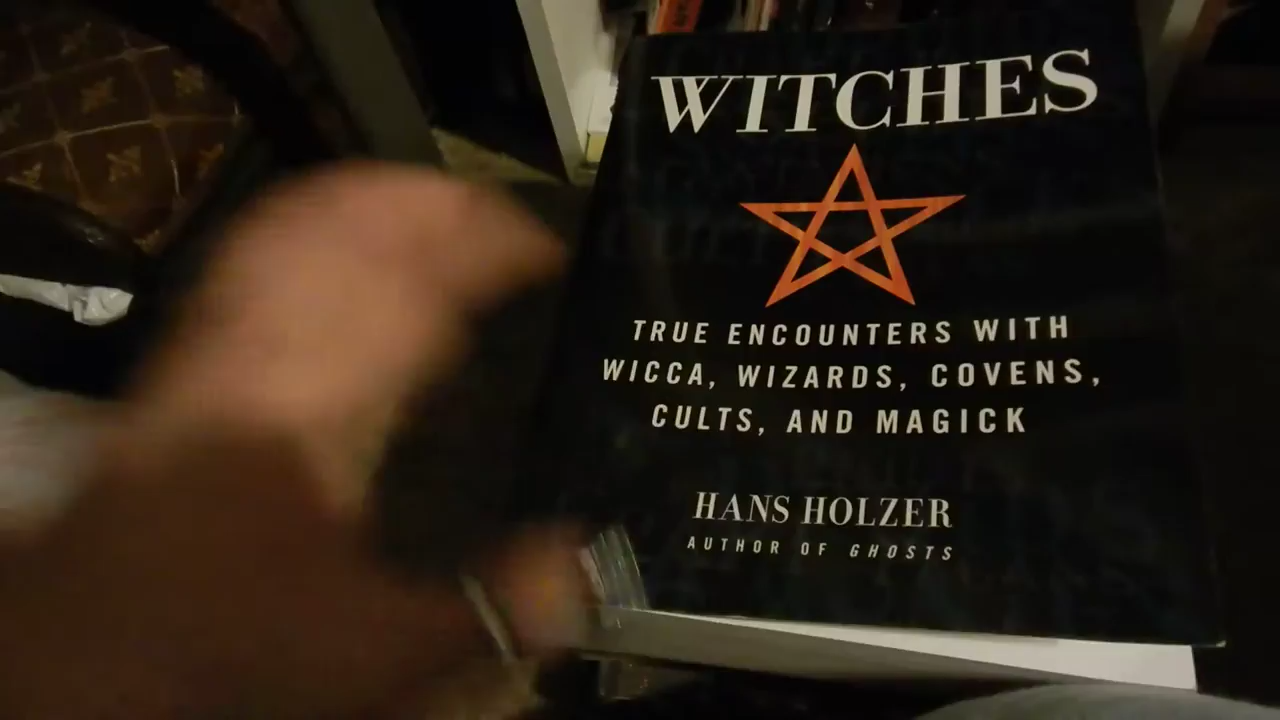 WITCHES
TRUE ENCOUNTERS WITH
WICCA, WIZARDS, COVENS,
CULTS, AND MAGICK
HANS HOLZER
AUTHOR OF GHOSTS